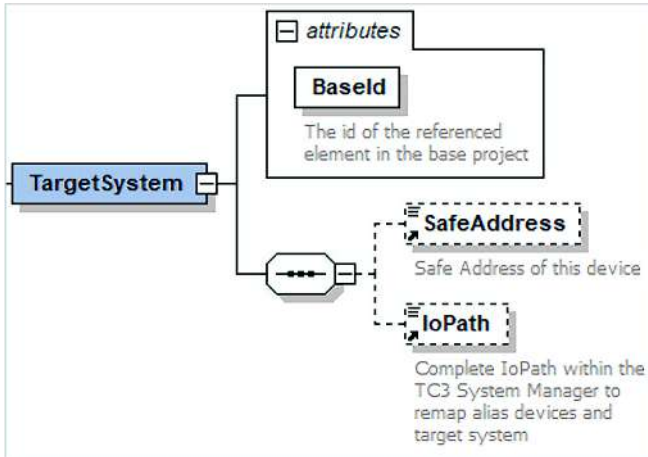 attributes
BaseId
The id of the referenced
element in the base project
TargetSystem
SafeAddress
Safe Address of this device
IoPath
Complete IoPath within the
TC3 System Manager to
remap alias devices and
target system